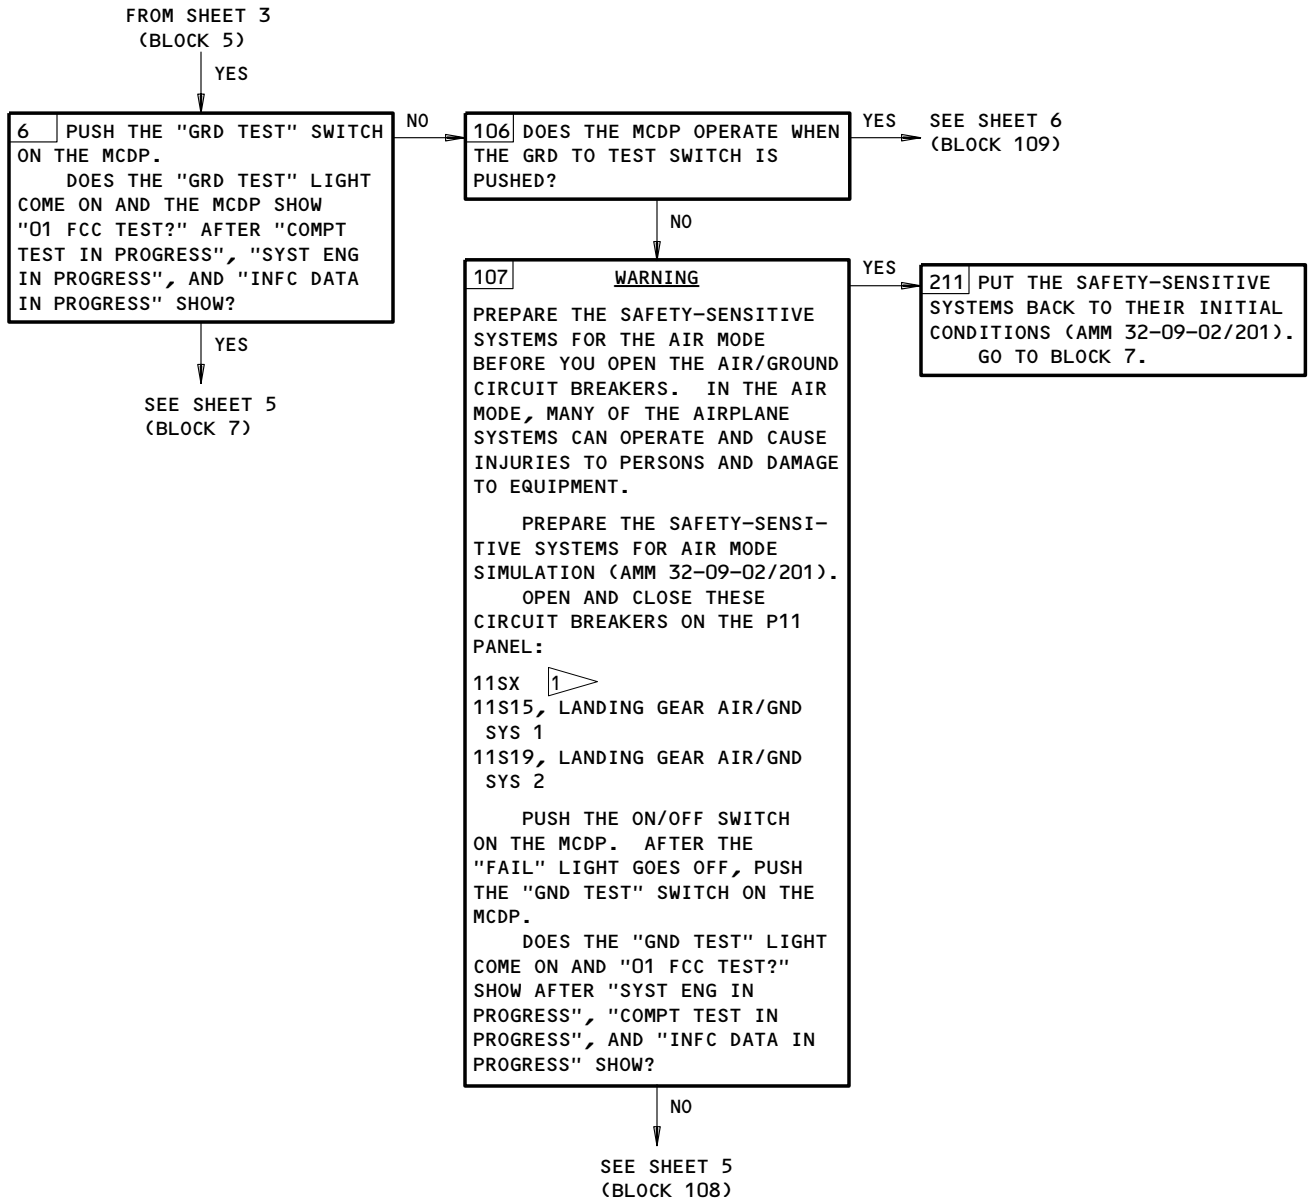 FROM SHEET 3
(BLOCK 5)
YES
6 PUSH THE "GRD TEST" SWITCH
ON THE MCDP.
DOES THE "GRD TEST" LIGHT
COME ON AND THE MCDP SHOW
"01 FCC TEST?" AFTER "COMPT
TEST IN PROGRESS", "SYST ENG
IN PROGRESS", AND "INFC DATA
IN PROGRESS" SHOW?
YES
SEE SHEET 5
(BLOCK 7)
NO
106 DOES THE MCDP OPERATE WHEN
THE GRD TO TEST SWITCH IS
PUSHED?
YES
SEE SHEET 6
(BLOCK 109)
NO
107 WARNING
PREPARE THE SAFETY-SENSITIVE
SYSTEMS FOR THE AIR MODE
BEFORE YOU OPEN THE AIR/GROUND
CIRCUIT BREAKERS. IN THE AIR
MODE, MANY OF THE AIRPLANE
SYSTEMS CAN OPERATE AND CAUSE
INJURIES TO PERSONS AND DAMAGE
TO EQUIPMENT.
PREPARE THE SAFETY-SENSI-
TIVE SYSTEMS FOR AIR MODE
SIMULATION (AMM 32-09-02/201).
OPEN AND CLOSE THESE
CIRCUIT BREAKERS ON THE P11
PANEL:
11SX 1
11S15, LANDING GEAR AIR/GND
SYS 1
11S19, LANDING GEAR AIR/GND
SYS 2
PUSH THE ON/OFF SWITCH
ON THE MCDP. AFTER THE
"FAIL" LIGHT GOES OFF, PUSH
THE "GND TEST" SWITCH ON THE
MCDP.
DOES THE "GND TEST" LIGHT
COME ON AND "01 FCC TEST?"
SHOW AFTER "SYST ENG IN
PROGRESS", "COMPT TEST IN
PROGRESS", AND "INFC DATA IN
PROGRESS" SHOW?
YES
211 PUT THE SAFETY-SENSITIVE
SYSTEMS BACK TO THEIR INITIAL
CONDITIONS (AMM 32-09-02/201).
GO TO BLOCK 7.
NO
SEE SHEET 5
(BLOCK 108)